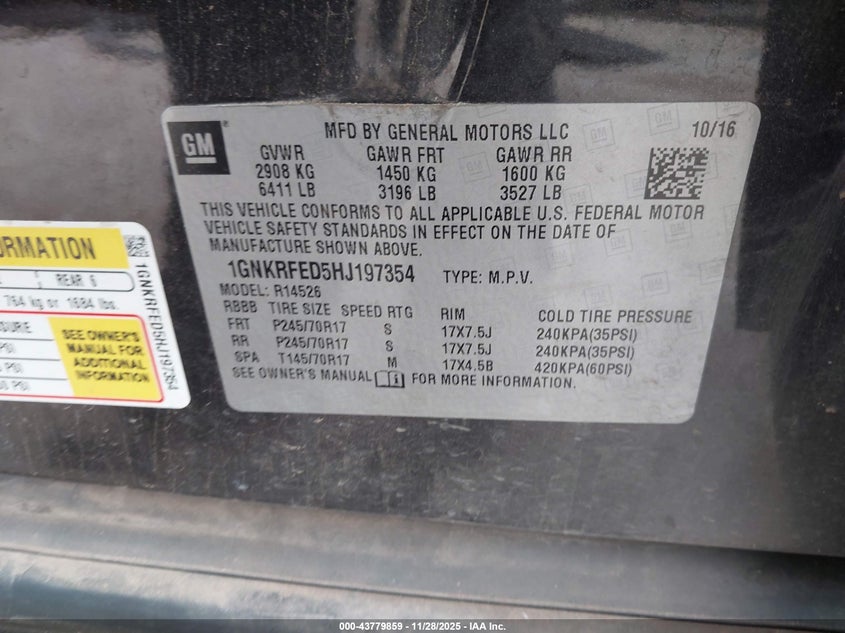 GM
MFD BY GENERAL MOTORS LLC 10/16
GVWR GAWR FRT GAWR RR
2908 KG 1450 KG 1600 KG
6411 LB 3196 LB 3527 LB
THIS VEHICLE CONFORMS TO ALL APPLICABLE U.S. FEDERAL MOTOR
VEHICLE SAFETY STANDARDS IN EFFECT ON THE DATE OF
MANUFACTURE SHOWN ABOVE.
1GNKRFED5HJ197354 TYPE: M.P.V.
MODEL: R14526
RBBB TIRE SIZE SPEED RTG RIM COLD TIRE PRESSURE
FRT P245/70R17 S 17X7.5J 240KPA(35PSI)
RR P245/70R17 S 17X7.5J 240KPA(35PSI)
SPA T145/70R17 M 17X4.5B 420KPA(60PSI)
SEE OWNER'S MANUAL FOR MORE INFORMATION.
REAR 6
764 kg or 1684 lbs.
SEE OWNER'S
MANUAL FOR
ADDITIONAL
INFORMATION
1GNKRFED5HJ197354
000-43779859 | 11/28/2025 - IAA Inc.